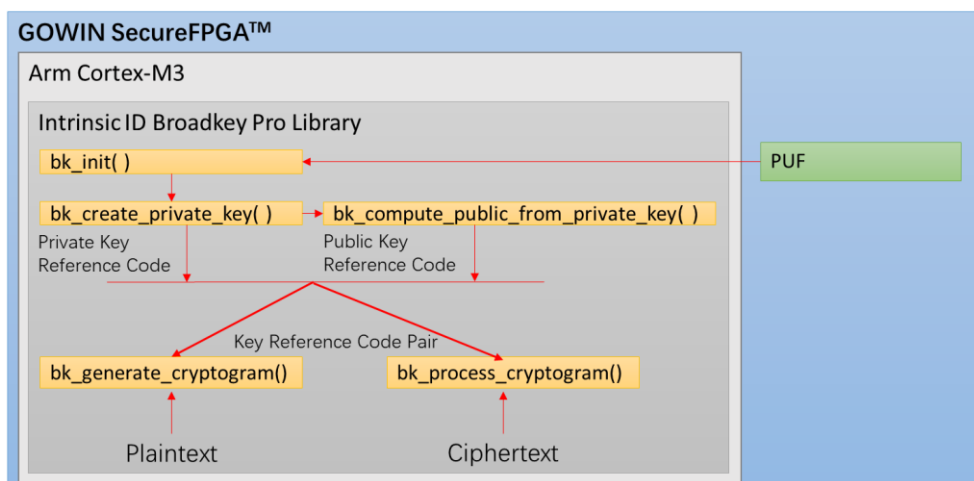 GOWIN SecureFPGA™
Arm Cortex-M3
Intrinsic ID Broadkey Pro Library
bk_init( )
PUF
bk_create_private_key( )
bk_compute_public_from_private_key( )
Private Key
Reference Code
Public Key
Reference Code
Key Reference Code Pair
bk_generate_cryptogram()
bk_process_cryptogram()
Plaintext
Ciphertext